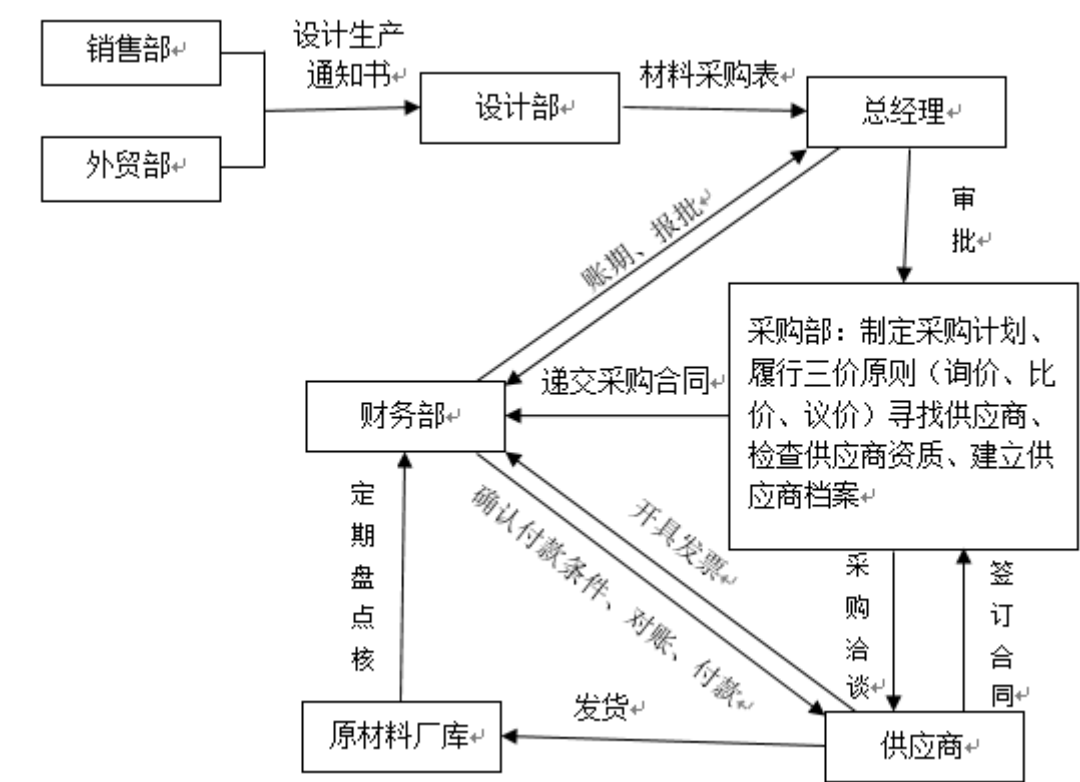 销售部
设计生产
通知书
材料采购表
设计部
总经理
外贸部
审
批
账期、报批
采购部：制定采购计划、
履行三价原则（询价、比
价、议价）寻找供应商、
检查供应商资质、建立供
应商档案
递交采购合同
财务部
定
期
盘
点
核
确认付款条件、对账、付款
开具发票
采
购
洽
谈
签
订
合
同
发货
原材料厂库
供应商